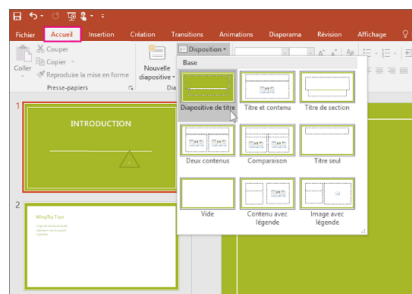 Fichier Accueil Insertion Création Transitions Animations Diaporama Révision Affichage
Couper
Disposition
Coller
Copier
Nouvelle
diapositive
Reproduire la mise en forme
Presse-papiers
Base
Diapositive de titre Titre et contenu Titre de section
Deux contenus Comparaison Titre seul
Vide Contenu avec légende Image avec légende
1
INTRODUCTION
2